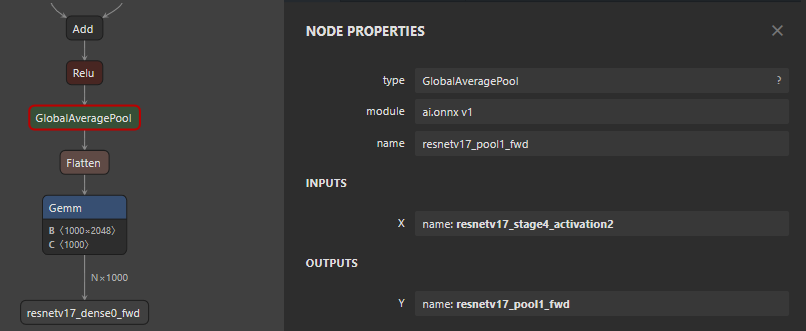 Add
Relu
GlobalAveragePool
Flatten
Gemm
B ⟨1000×2048⟩
C ⟨1000⟩
N×1000
resnetv17_dense0_fwd
NODE PROPERTIES
type GlobalAveragePool ?
module ai.onnx v1
name resnetv17_pool1_fwd
INPUTS
X name: resnetv17_stage4_activation2
OUTPUTS
Y name: resnetv17_pool1_fwd